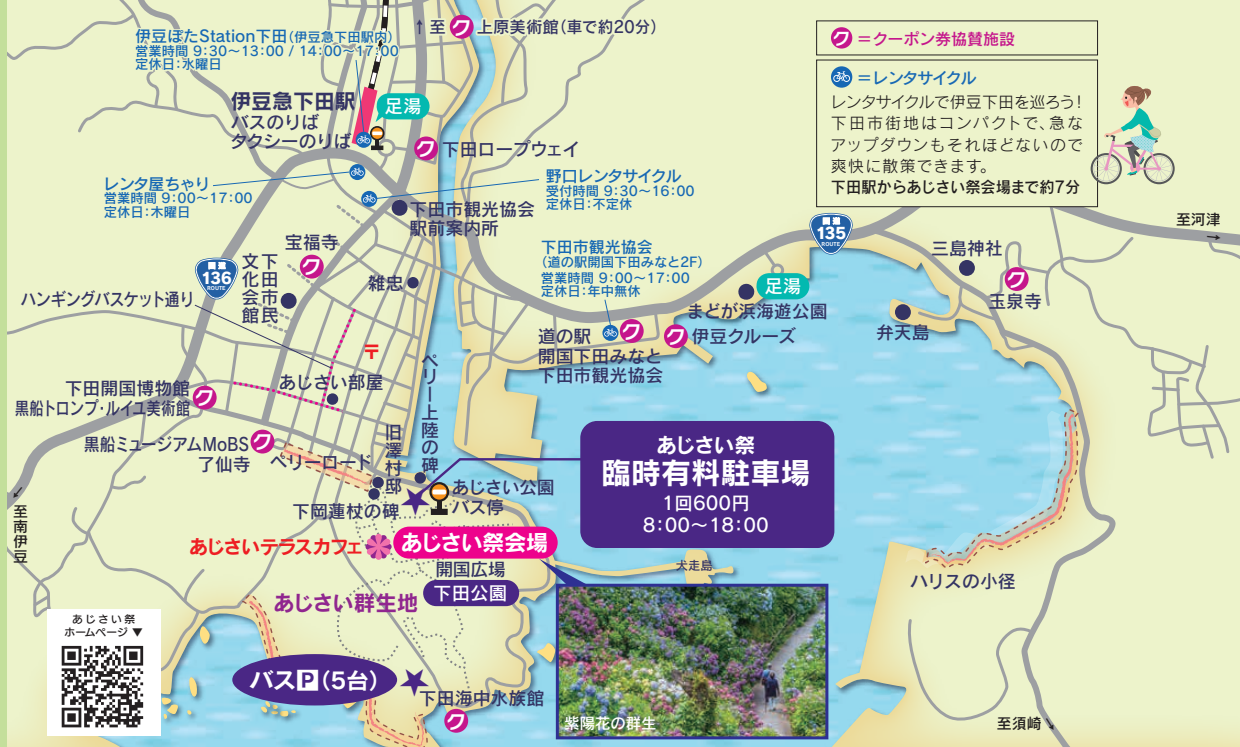 伊豆ぽたStation下田(伊豆急下田駅内)
営業時間 9:30〜13:00 / 14:00〜17:00
定休日:水曜日
↑至 ク 上原美術館(車で約20分)
ク =クーポン券協賛施設
=レンタサイクル
レンタサイクルで伊豆下田を巡ろう!
下田市街地はコンパクトで、急な
アップダウンもそれほどないので
爽快に散策できます。
下田駅からあじさい祭会場まで約7分
伊豆急下田駅
バスのりば
タクシーのりば
足湯
ク 下田ロープウェイ
レンタ屋ちゃり
営業時間 9:00〜17:00
定休日:木曜日
野口レンタサイクル
受付時間 9:30〜16:00
定休日:不定休
下田市観光協会
駅前案内所
宝福寺
ク
国道
136
ROUTE
下田市民
文化会館
雑忠
ハンギングバスケット通り
〒
下田市観光協会
(道の駅開国下田みなと2F)
営業時間 9:00〜17:00
定休日:年中無休
国道
135
ROUTE
至河津
→
足湯
まどが浜海遊公園
三島神社
ク
玉泉寺
弁天島
道の駅
ク
開国下田みなと
下田市観光協会
ク 伊豆クルーズ
あじさい部屋
下田開国博物館
黒船トロンプ・ルイユ美術館
ク
ペリー上陸の碑
黒船ミュージアムMoBS
了仙寺
ク
ペリーロード
旧澤村邸
下岡蓮杖の碑
あじさい公園
バス停
あじさい祭
臨時有料駐車場
1回600円
8:00〜18:00
←至南伊豆
あじさいテラスカフェ
あじさい祭会場
開国広場
下田公園
あじさい群生地
犬走島
ハリスの小径
あじさい祭
ホームページ ▼
バスP(5台)
下田海中水族館
ク
紫陽花の群生
至須崎